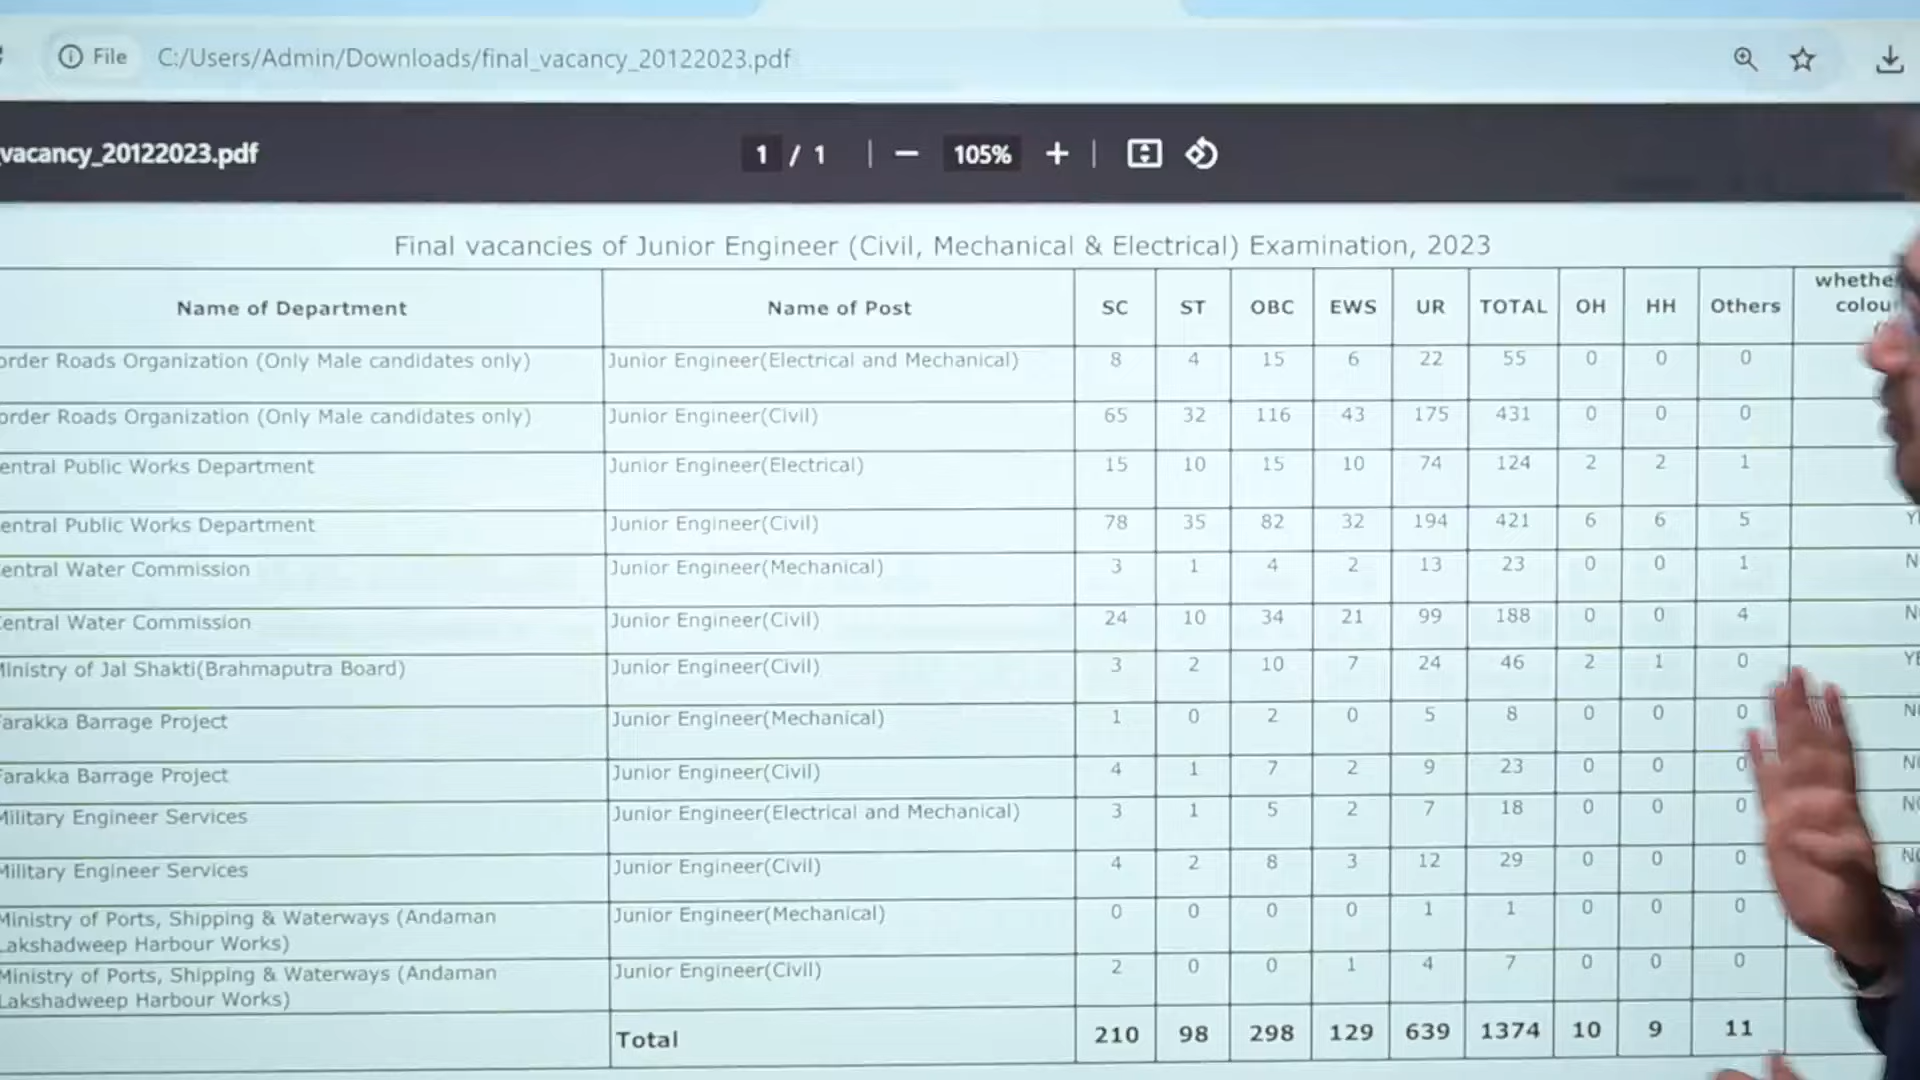 File C:/Users/Admin/Downloads/final_vacancy_20122023.pdf
vacancy_20122023.pdf 1 / 1 105%
Final vacancies of Junior Engineer (Civil, Mechanical & Electrical) Examination, 2023
Name of Department Name of Post SC ST OBC EWS UR TOTAL OH HH Others
order Roads Organization (Only Male candidates only) Junior Engineer(Electrical and Mechanical) 8 4 15 6 22 55 0 0 0
order Roads Organization (Only Male candidates only) Junior Engineer(Civil) 65 32 116 43 175 431 0 0 0
entral Public Works Department Junior Engineer(Electrical) 15 10 15 10 74 124 2 2 1
entral Public Works Department Junior Engineer(Civil) 78 35 82 32 194 421 6 6 5
entral Water Commission Junior Engineer(Mechanical) 3 1 4 2 13 23 0 0 1
Central Water Commission Junior Engineer(Civil) 24 10 34 21 99 188 0 0 4
Ministry of Jal Shakti(Brahmaputra Board) Junior Engineer(Civil) 3 2 10 7 24 46 2 1 0
Farakka Barrage Project Junior Engineer(Mechanical) 1 0 2 0 5 8 0 0 0
Farakka Barrage Project Junior Engineer(Civil) 4 1 7 2 9 23 0 0 0
Military Engineer Services Junior Engineer(Electrical and Mechanical) 3 1 5 2 7 18 0 0 0
Military Engineer Services Junior Engineer(Civil) 4 2 8 3 12 29 0 0 0
Ministry of Ports, Shipping & Waterways (Andaman Lakshadweep Harbour Works) Junior Engineer(Mechanical) 0 0 0 0 1 1 0 0 0
Ministry of Ports, Shipping & Waterways (Andaman Lakshadweep Harbour Works) Junior Engineer(Civil) 2 0 0 1 4 7 0 0 0
Total 210 98 298 129 639 1374 10 9 11